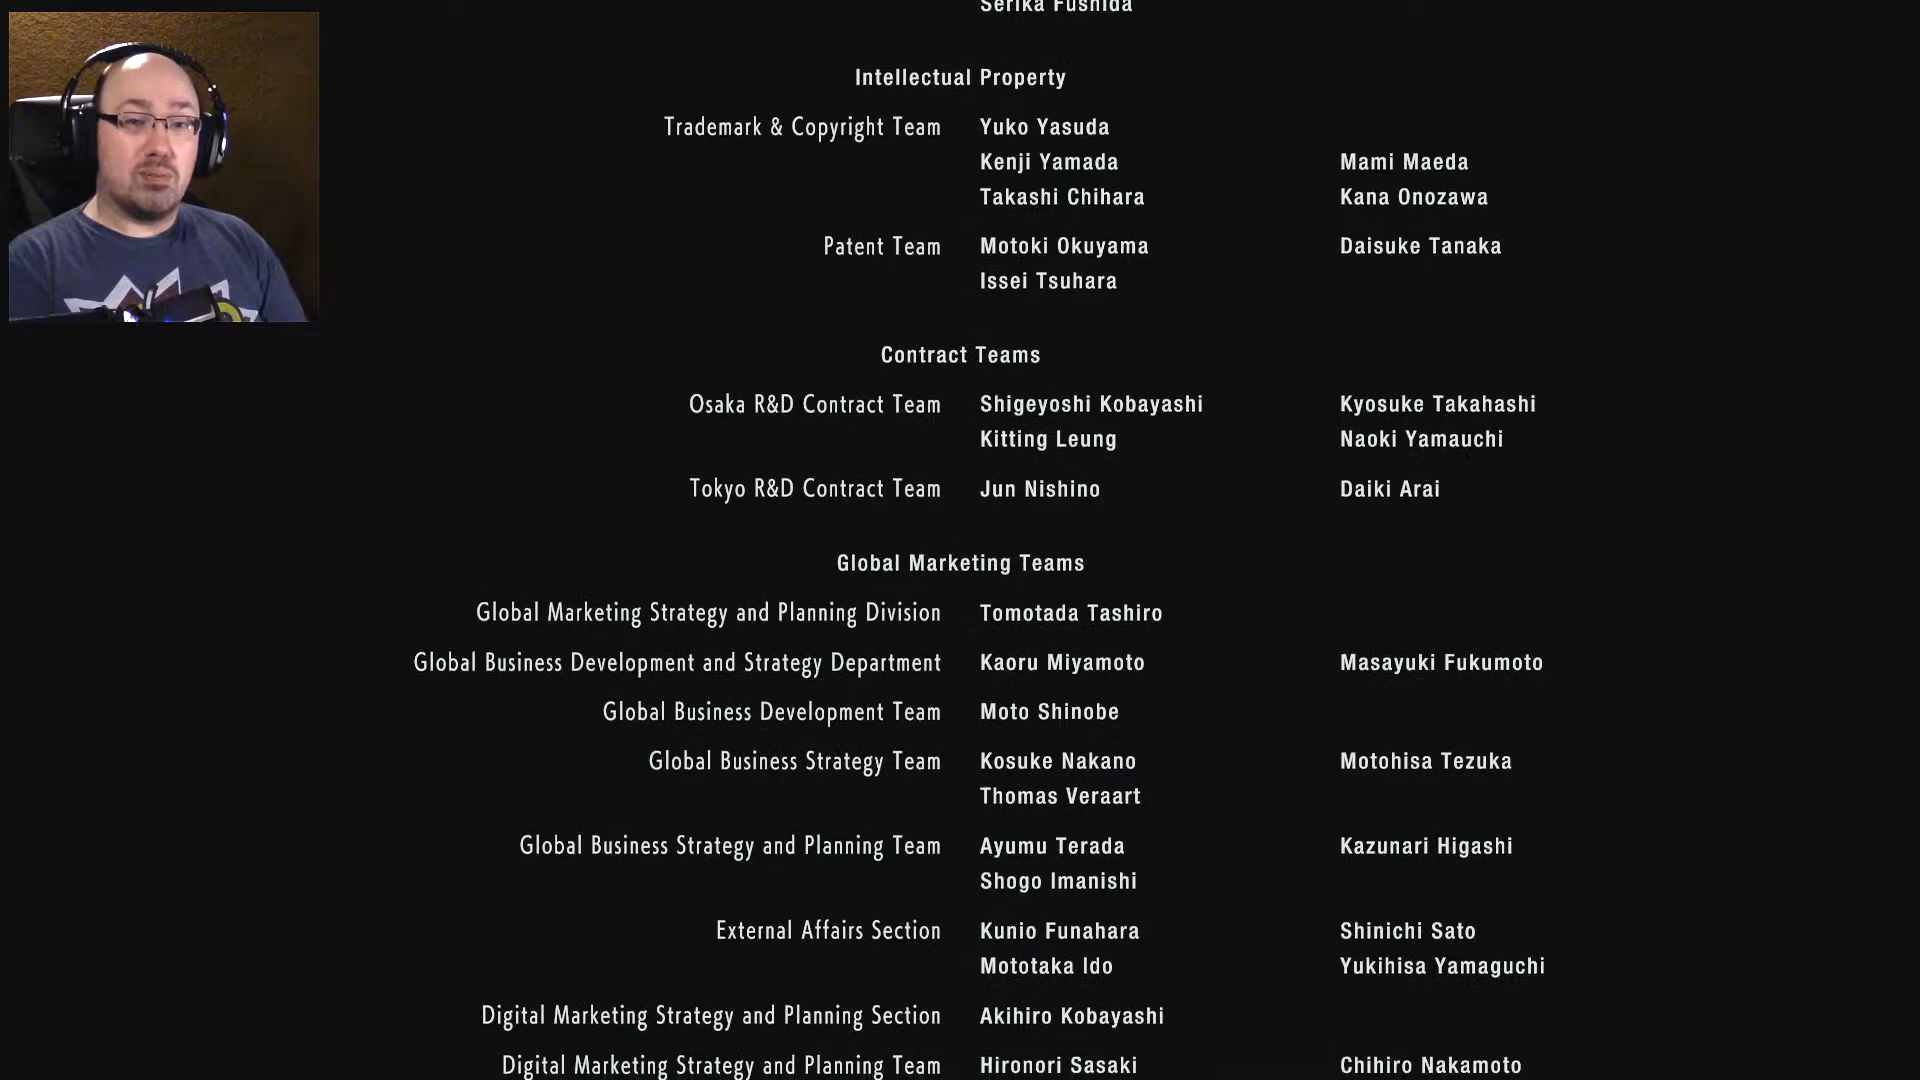 Serika Fushida
Intellectual Property
Trademark & Copyright Team Yuko Yasuda
Kenji Yamada Mami Maeda
Takashi Chihara Kana Onozawa
Patent Team Motoki Okuyama Daisuke Tanaka
Issei Tsuhara
Contract Teams
Osaka R&D Contract Team Shigeyoshi Kobayashi Kyosuke Takahashi
Kitting Leung Naoki Yamauchi
Tokyo R&D Contract Team Jun Nishino Daiki Arai
Global Marketing Teams
Global Marketing Strategy and Planning Division Tomotada Tashiro
Global Business Development and Strategy Department Kaoru Miyamoto Masayuki Fukumoto
Global Business Development Team Moto Shinobe
Global Business Strategy Team Kosuke Nakano Motohisa Tezuka
Thomas Veraart
Global Business Strategy and Planning Team Ayumu Terada Kazunari Higashi
Shogo Imanishi
External Affairs Section Kunio Funahara Shinichi Sato
Mototaka Ido Yukihisa Yamaguchi
Digital Marketing Strategy and Planning Section Akihiro Kobayashi
Digital Marketing Strategy and Planning Team Hironori Sasaki Chihiro Nakamoto